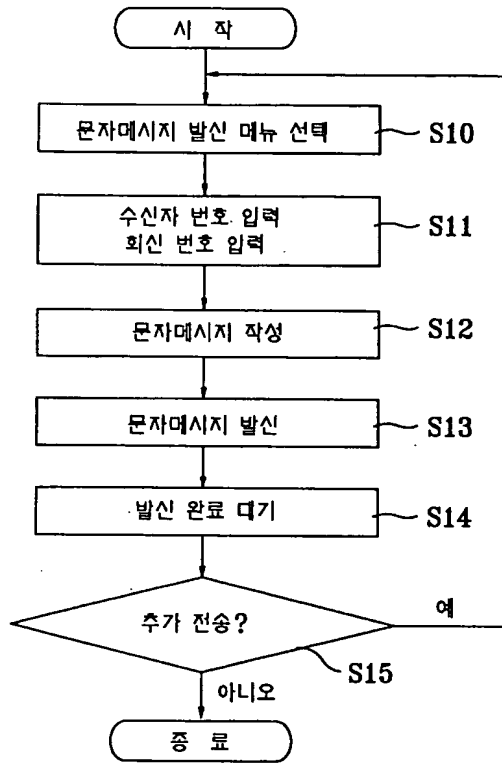 시 작
문자메시지 발신 메뉴 선택
S10
수신자 번호 입력
회신 번호 입력
S11
문자메시지 작성
S12
문자메시지 발신
S13
발신 완료 대기
S14
추가 전송?
예
S15
아니오
종 료